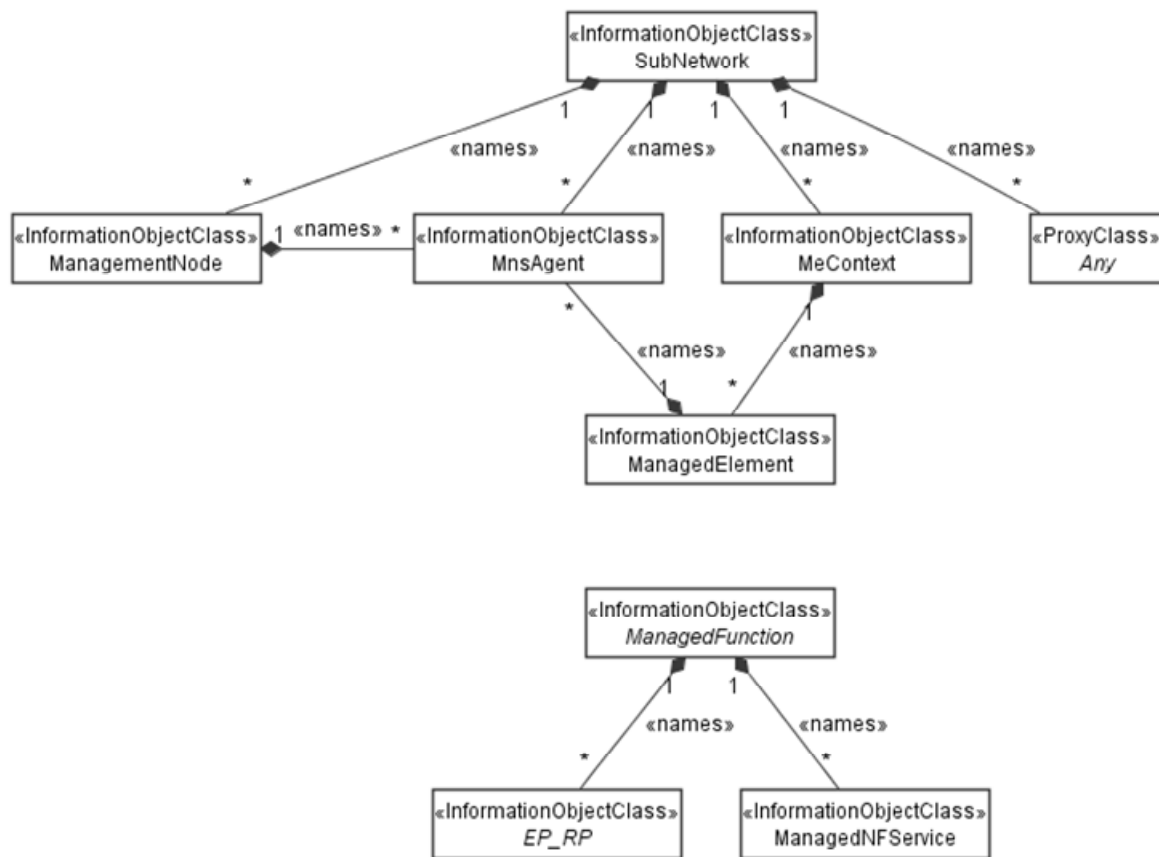 «InformationObjectClass»
SubNetwork
1 1 1 1
«names» «names» «names» «names»
* * * *
«InformationObjectClass»
ManagementNode
1 «names» *
«InformationObjectClass»
MnsAgent
«InformationObjectClass»
MeContext
«ProxyClass»
Any
* 1
«names» «names»
1 *
«InformationObjectClass»
ManagedElement
«InformationObjectClass»
ManagedFunction
1 1
«names» «names»
* *
«InformationObjectClass»
EP_RP
«InformationObjectClass»
ManagedNFService